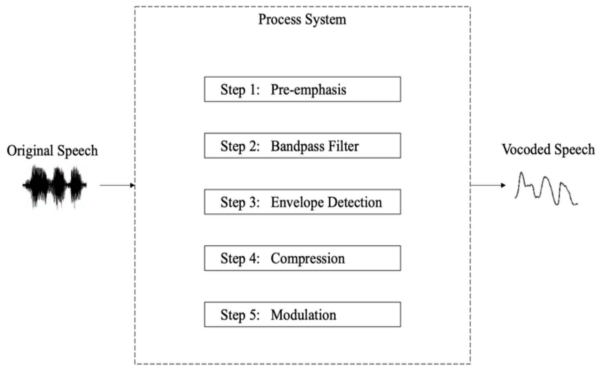 Process System
Step 1: Pre-emphasis
Step 2: Bandpass Filter
Original Speech
Vocoded Speech
Step 3: Envelope Detection
Step 4: Compression
Step 5: Modulation